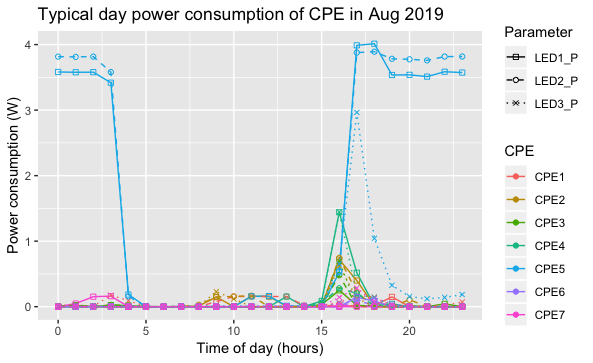 Typical day power consumption of CPE in Aug 2019
Power consumption (W)
4
3
2
1
0
0 5 10 15 20
Time of day (hours)
Parameter
LED1_P
LED2_P
LED3_P
CPE
CPE1
CPE2
CPE3
CPE4
CPE5
CPE6
CPE7